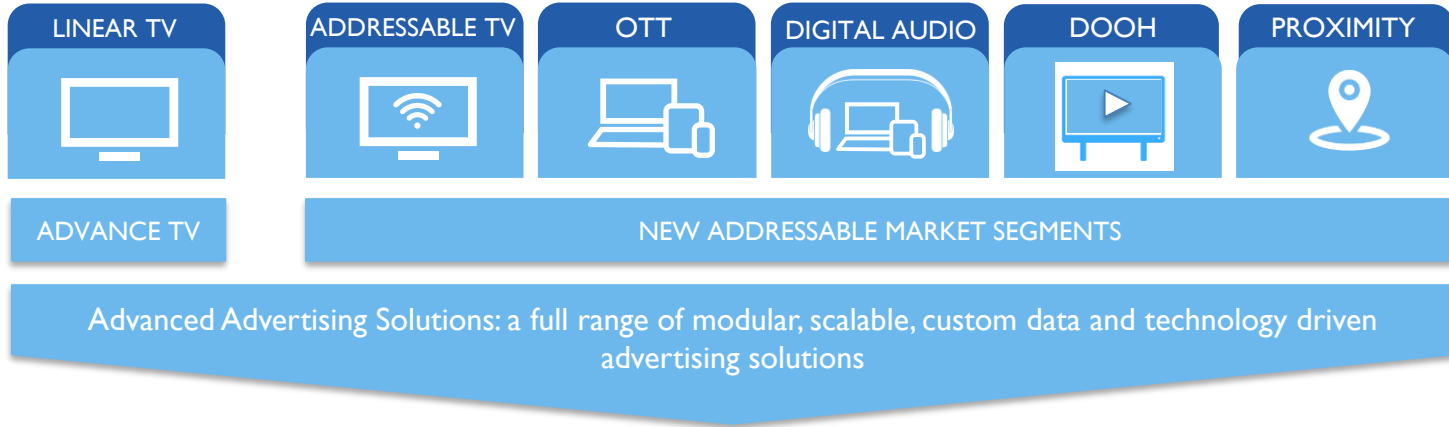 LINEAR TV
ADDRESSABLE TV
OTT
DIGITAL AUDIO
DOOH
PROXIMITY
ADVANCE TV
NEW ADDRESSABLE MARKET SEGMENTS
Advanced Advertising Solutions: a full range of modular, scalable, custom data and technology driven
advertising solutions